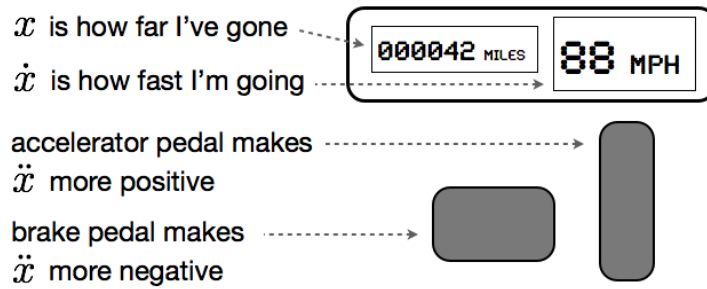 x is how far I've gone
000042 MILES
88 MPH
ẋ is how fast I'm going
accelerator pedal makes
ẍ more positive
brake pedal makes
ẍ more negative